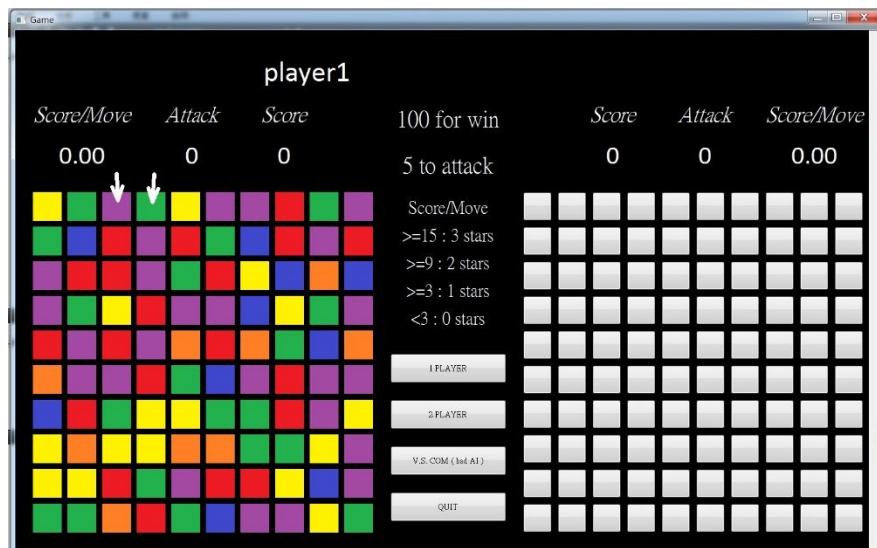 Game
player1
Score/Move Attack Score
0.00 0 0
100 for win
5 to attack
Score/Move
>=15 : 3 stars
>=9 : 2 stars
>=3 : 1 stars
<3 : 0 stars
1 PLAYER
2 PLAYER
V.S. COM ( bad AI )
QUIT
Score Attack Score/Move
0 0 0.00